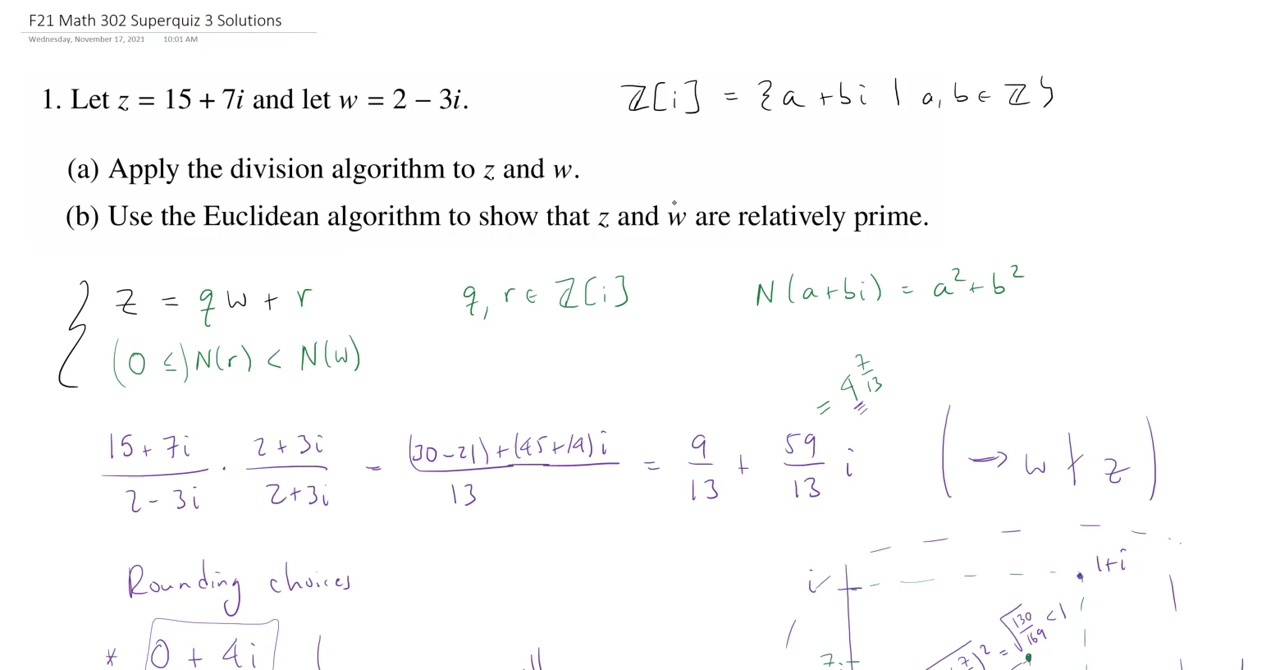 F21 Math 302 Superquiz 3 Solutions
Wednesday, November 17, 2021 10:01 AM
1. Let z = 15 + 7i and let w = 2 − 3i.
ℤ[i] = {a + bi | a, b ∈ ℤ}
(a) Apply the division algorithm to z and w.
(b) Use the Euclidean algorithm to show that z and w are relatively prime.
{ z = qw + r q, r ∈ ℤ[i] N(a+bi) = a² + b²
(0 ≤) N(r) < N(w)
= 4 7/13
(15 + 7i)/(2 − 3i) · (2 + 3i)/(2 + 3i) = ((30 − 21) + (45 + 14)i)/13 = 9/13 + 59/13 i (→ w ∤ z)
Rounding choices
i 1+i
√(130/169) < 1
* 0 + 4i